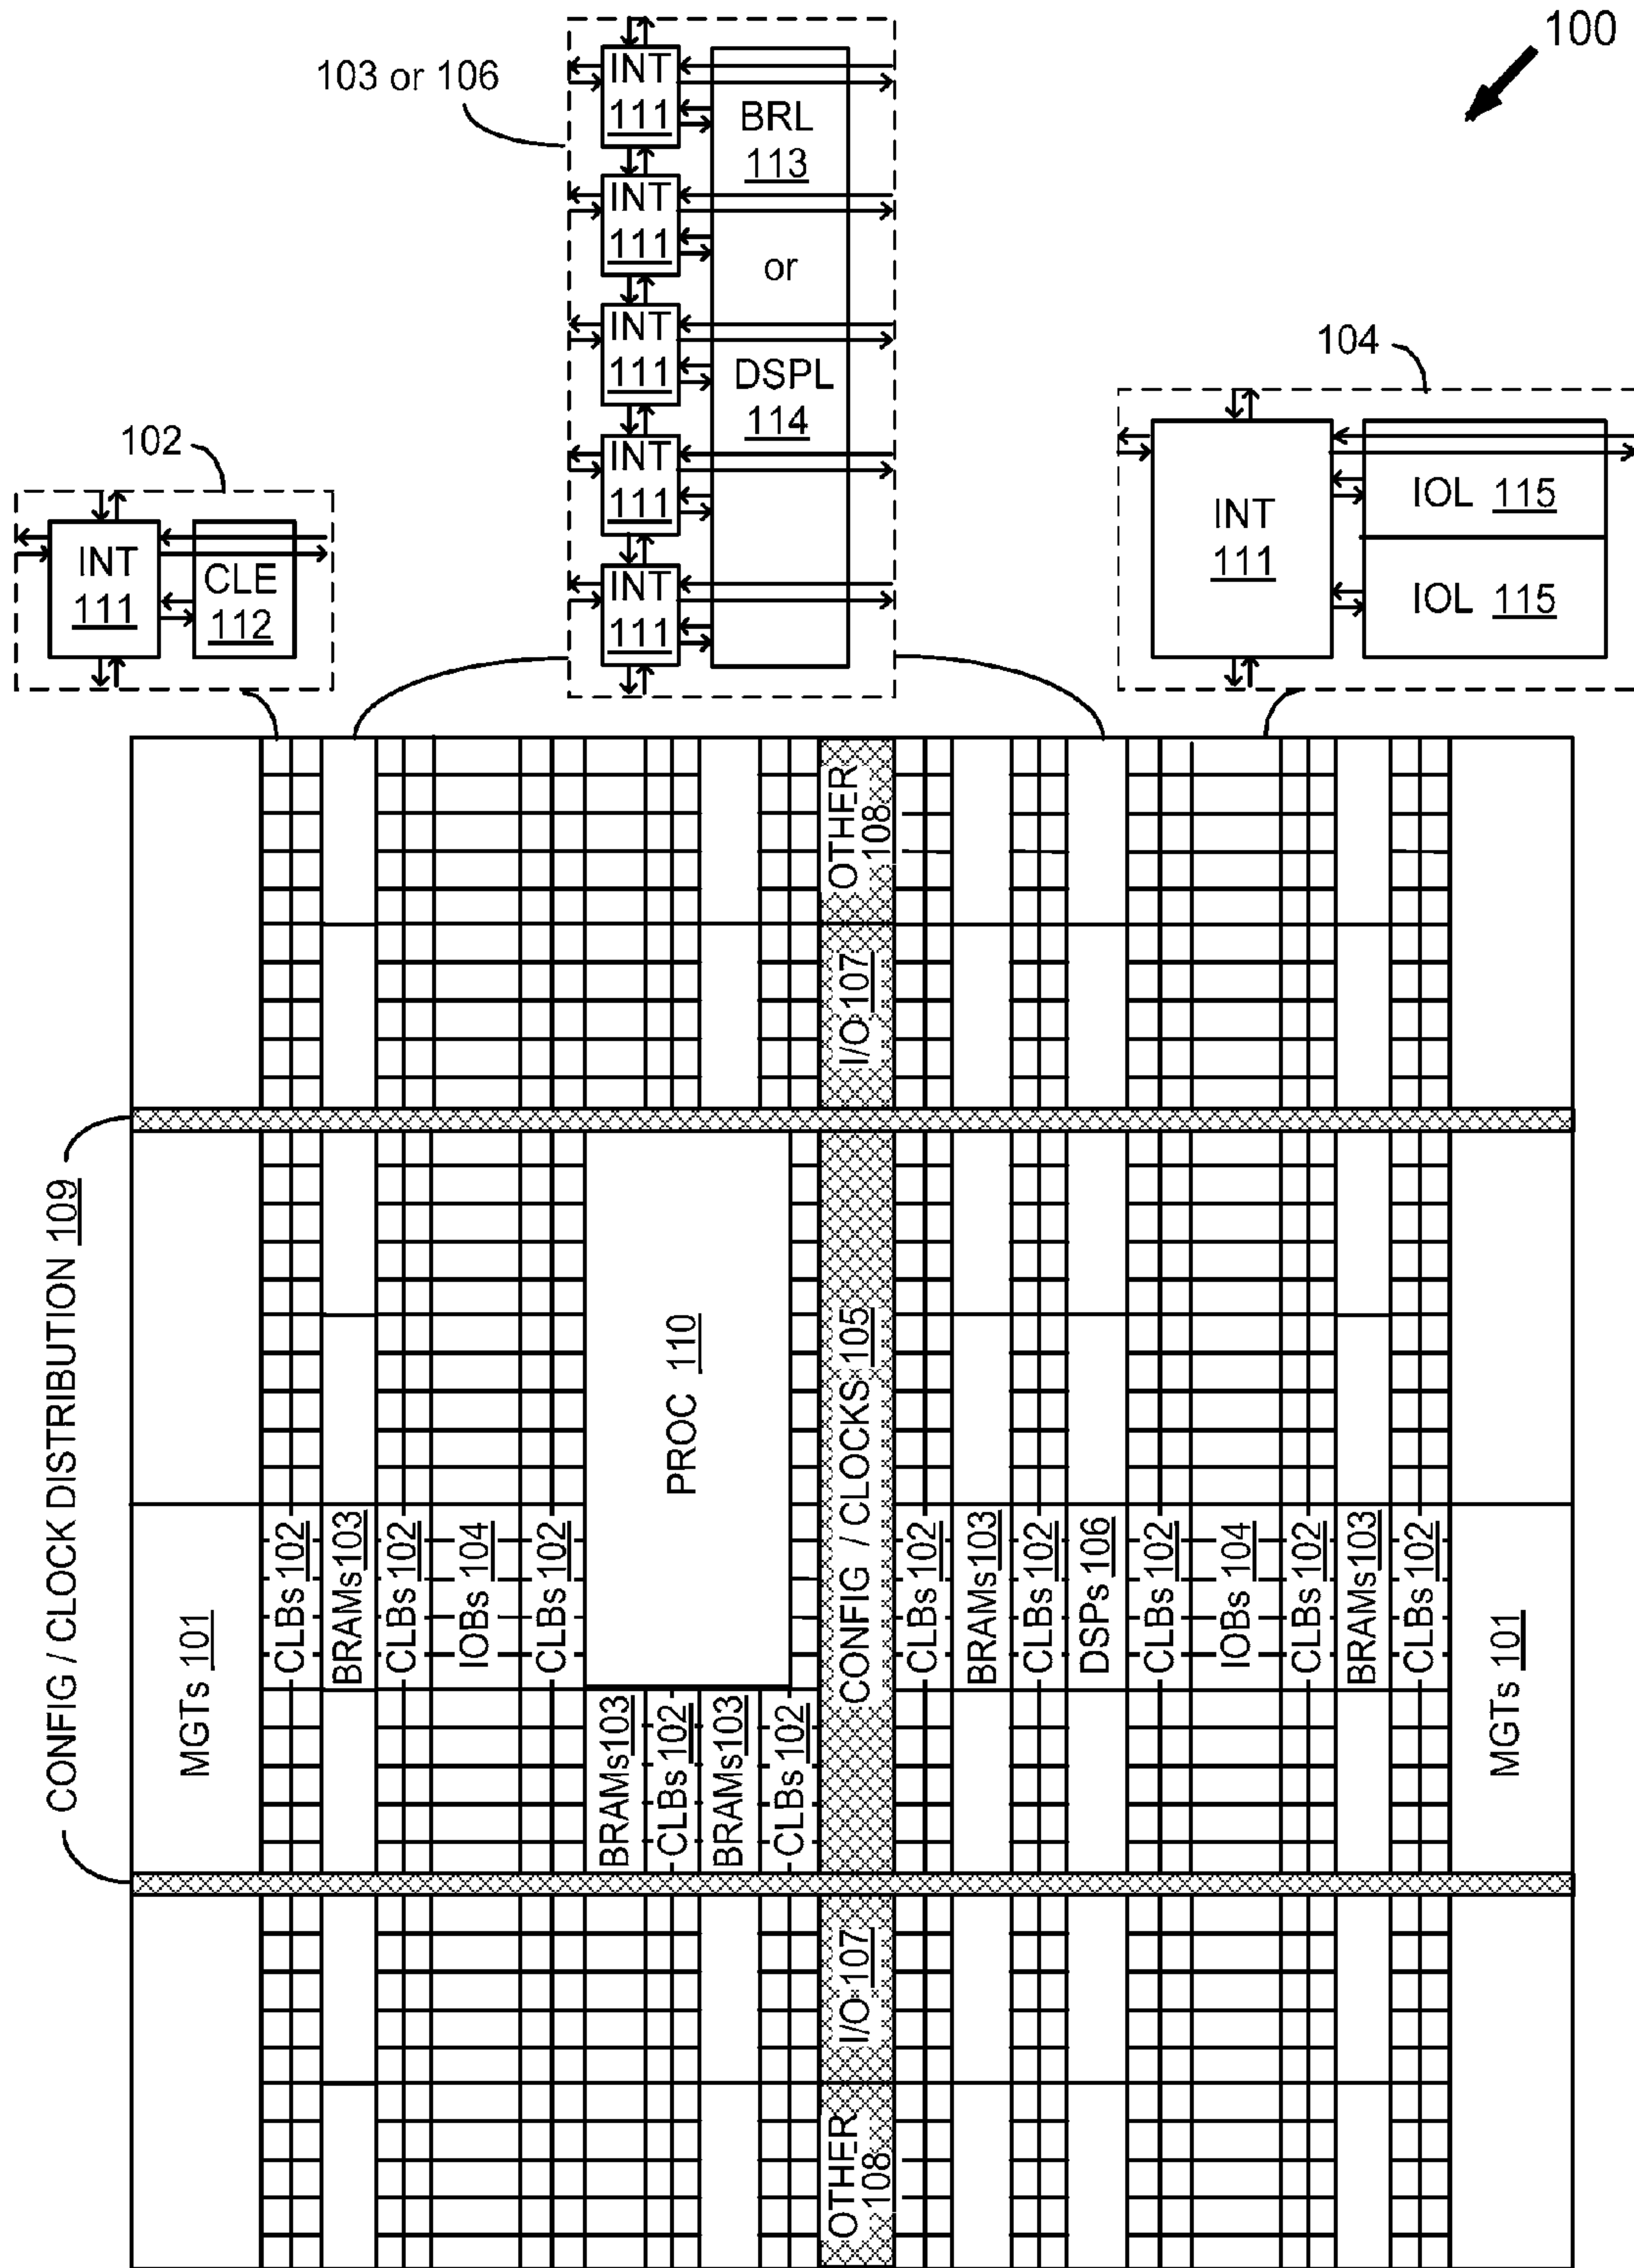 100
103 or 106
INT
111
INT
111
INT
111
INT
111
INT
111
BRL
113
or
DSPL
114
104
INT
111
IOL 115
IOL 115
102
INT
111
CLE
112
CONFIG / CLOCK DISTRIBUTION 109
OTHER
108
I/O 107
PROC 110
CONFIG / CLOCKS 105
MGTs 101
CLBs 102
BRAMs 103
CLBs 102
IOBs 104
CLBs 102
BRAMs 103
CLBs 102
BRAMs 103
CLBs 102
CLBs 102
BRAMs 103
CLBs 102
DSPs 106
CLBs 102
IOBs 104
CLBs 102
BRAMs 103
CLBs 102
MGTs 101
I/O 107
OTHER
108